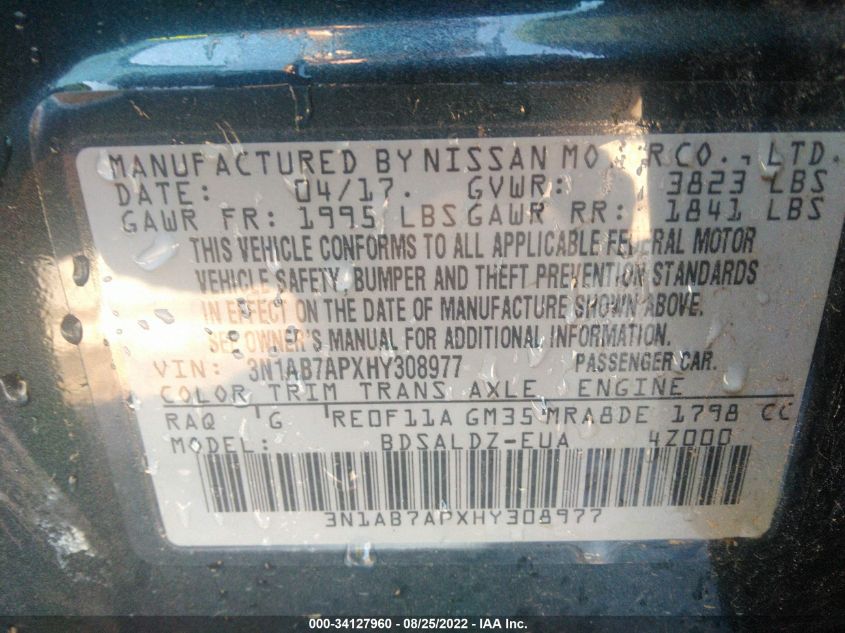 MANUFACTURED BY NISSAN MO R CO., LTD.
DATE: 04/17. GVWR: 3823 LBS
GAWR FR: 1995 LBS GAWR RR: 1841 LBS
THIS VEHICLE CONFORMS TO ALL APPLICABLE FEDERAL MOTOR
VEHICLE SAFETY, BUMPER AND THEFT PREVENTION STANDARDS
IN EFFECT ON THE DATE OF MANUFACTURE SHOWN ABOVE.
SEE OWNER'S MANUAL FOR ADDITIONAL INFORMATION.
VIN: 3N1AB7APXHY308977 PASSENGER CAR.
COLOR TRIM TRANS AXLE ENGINE
RAQ G RE0F11A GM35 MRA8DE 1798 CC
MODEL: BDSALDZ-EUA 4Z000
3N1AB7APXHY308977
000-34127960 - 08/25/2022 - IAA Inc.